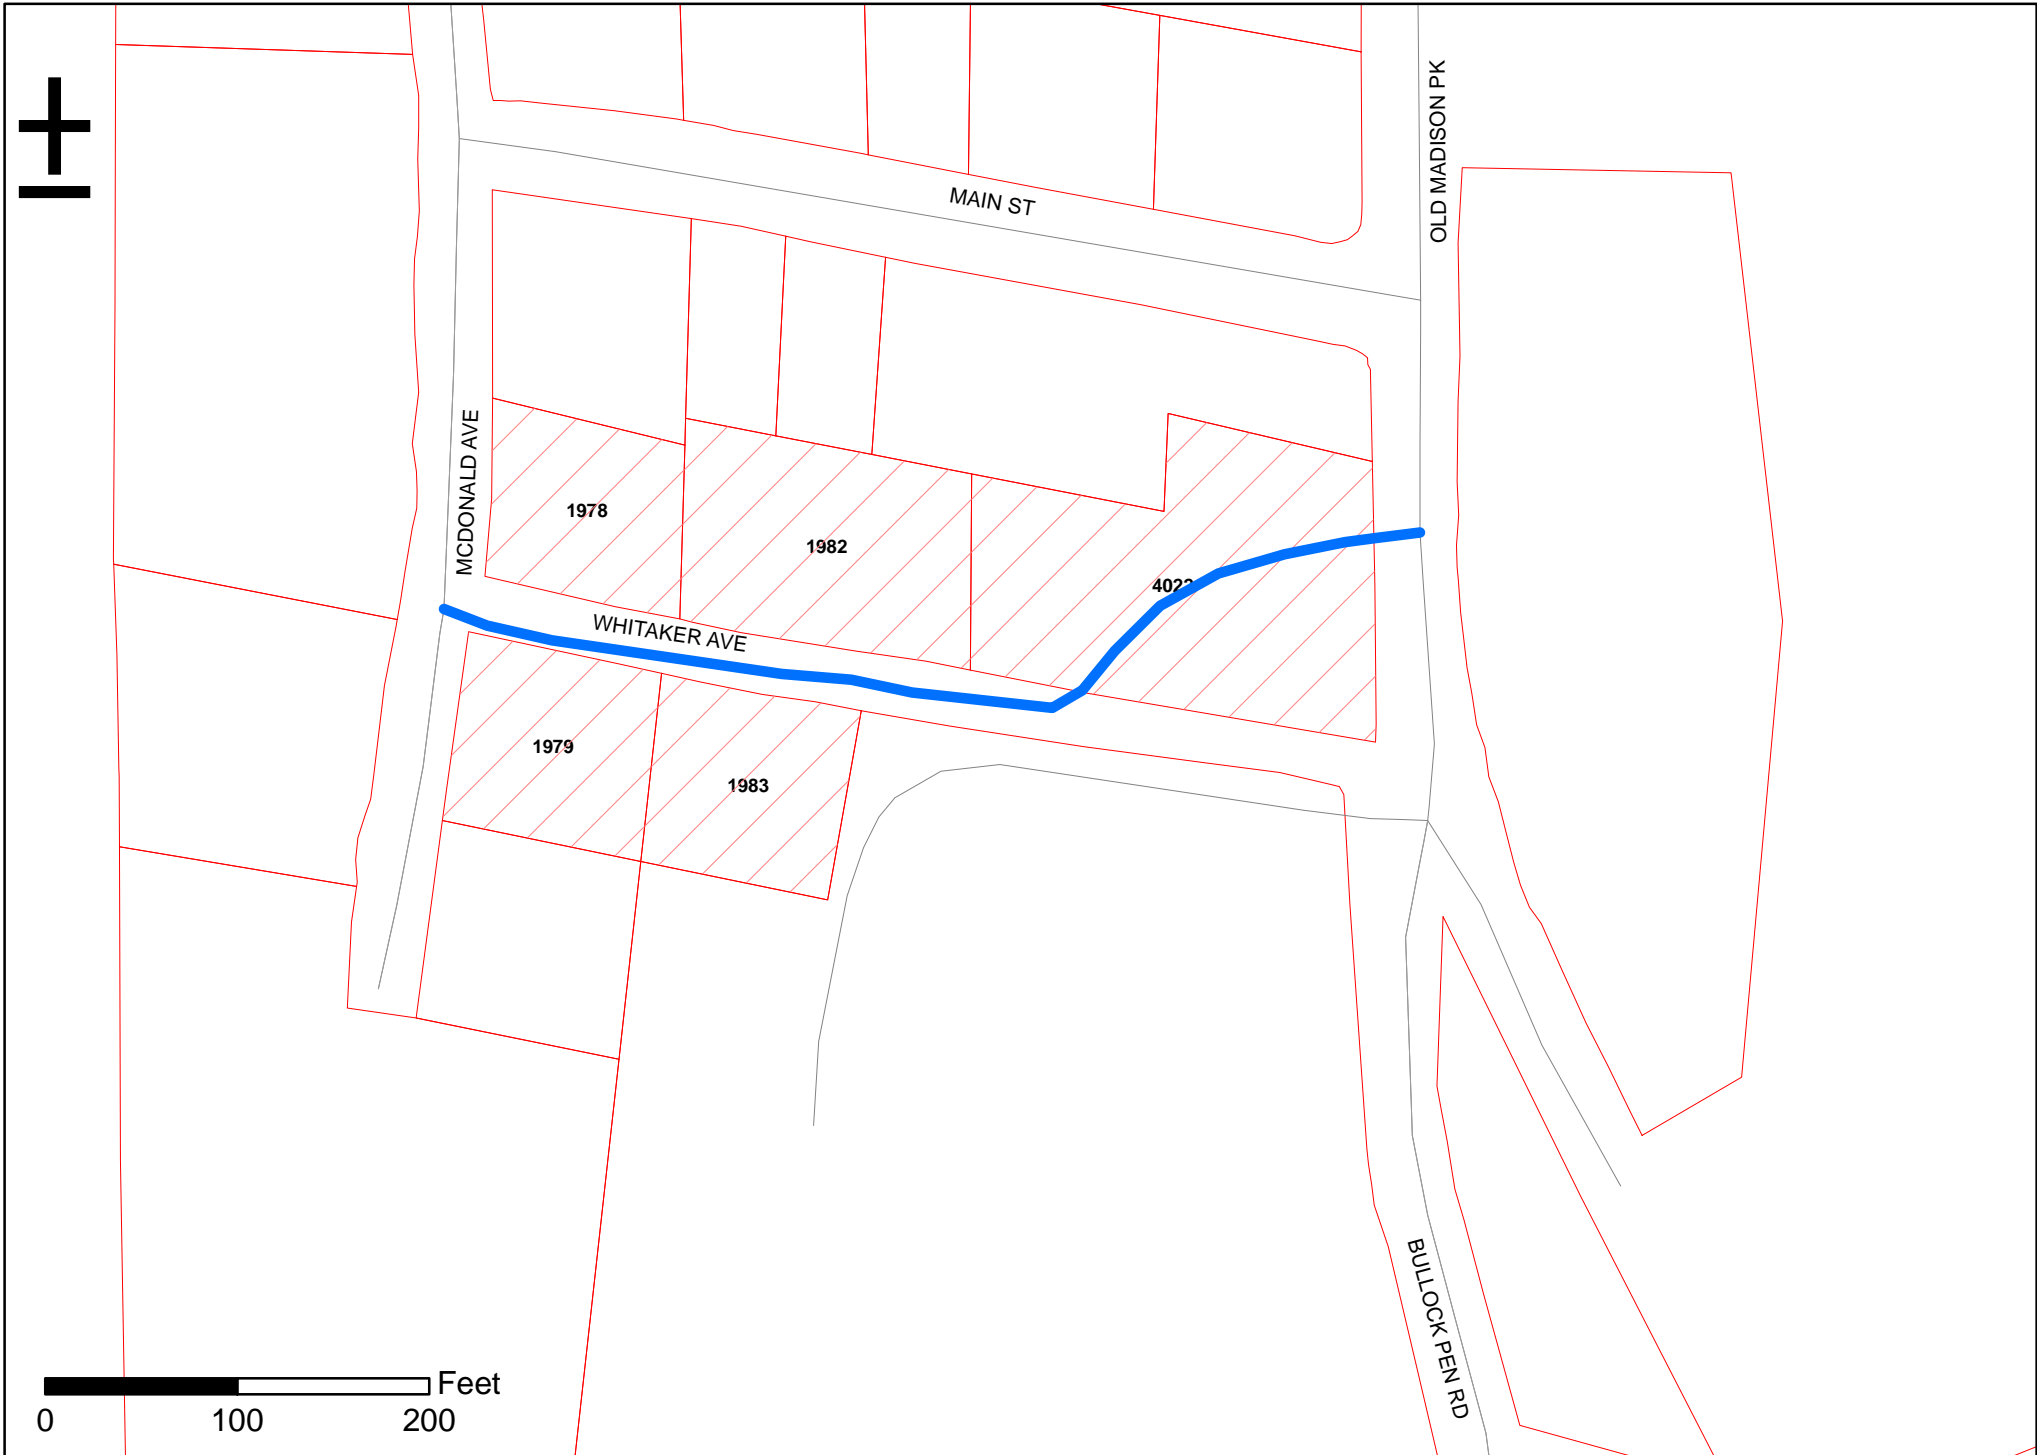 OLD MADISON PK
MAIN ST
MCDONALD AVE
1978
1982
WHITAKER AVE
1979
1983
BULLOCK PEN RD
Feet
0 100 200